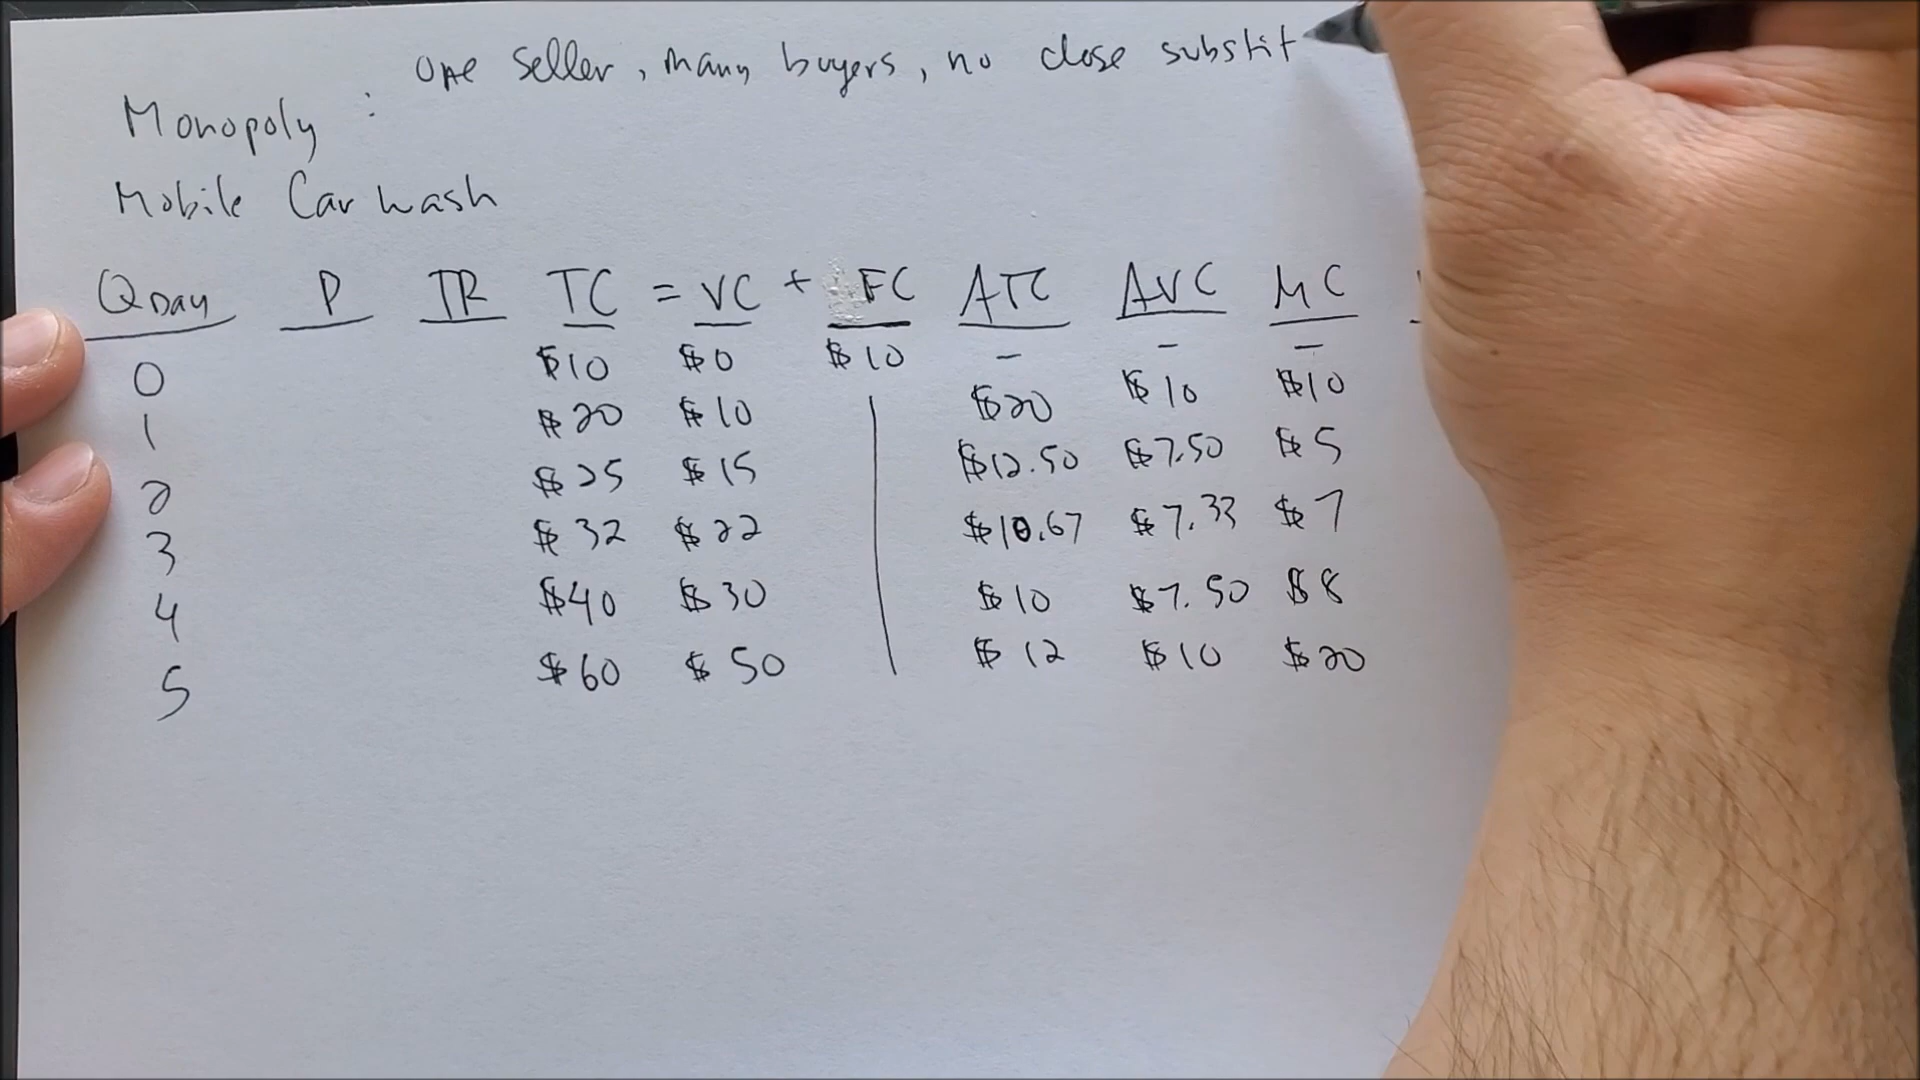 one seller, many buyers, no close substit
Monopoly :
Mobile Car wash
QDay P TR TC = VC + FC ATC AVC MC
0 $10 $0 $10 - - -
1 $20 $10 $20 $10 $10
2 $25 $15 $12.50 $7.50 $5
3 $32 $22 $10.67 $7.33 $7
4 $40 $30 $10 $7.50 $8
5 $60 $50 $12 $10 $20